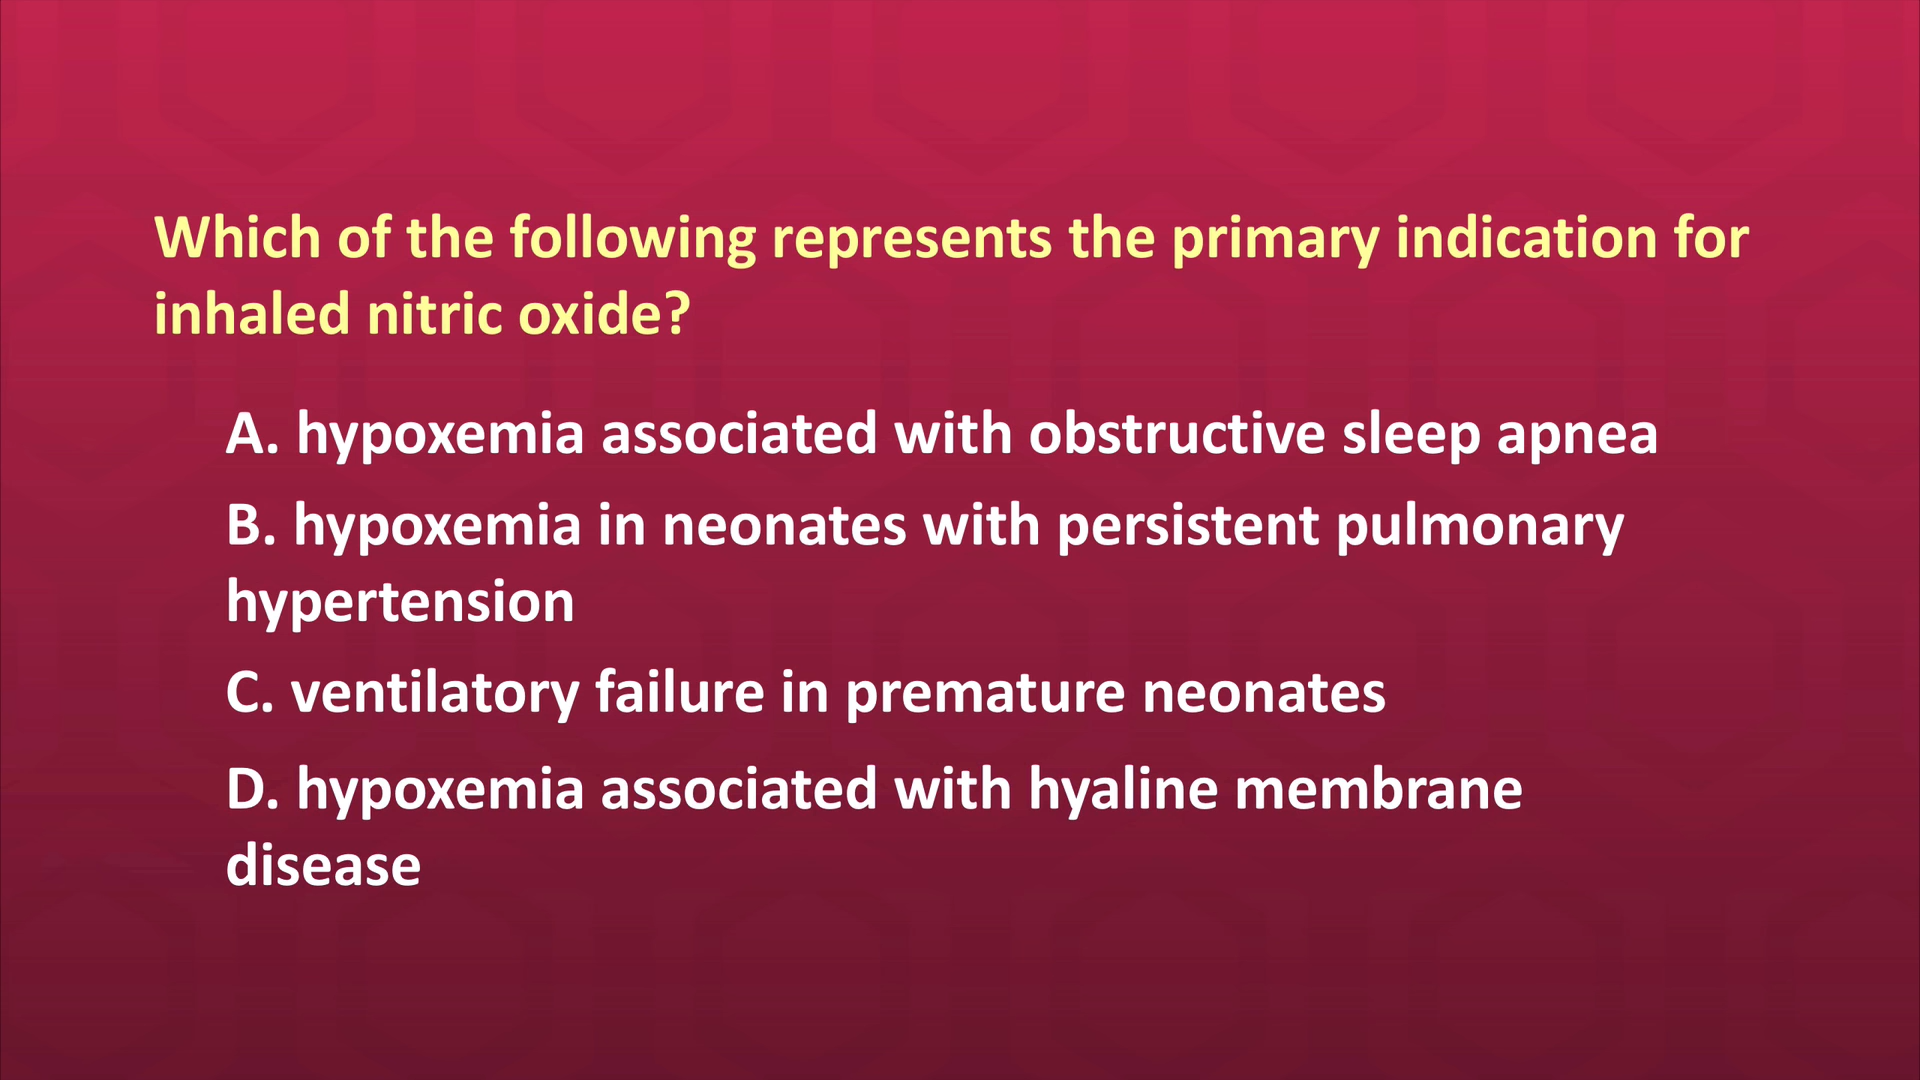 Which of the following represents the primary indication for
inhaled nitric oxide?
A. hypoxemia associated with obstructive sleep apnea
B. hypoxemia in neonates with persistent pulmonary
hypertension
C. ventilatory failure in premature neonates
D. hypoxemia associated with hyaline membrane
disease